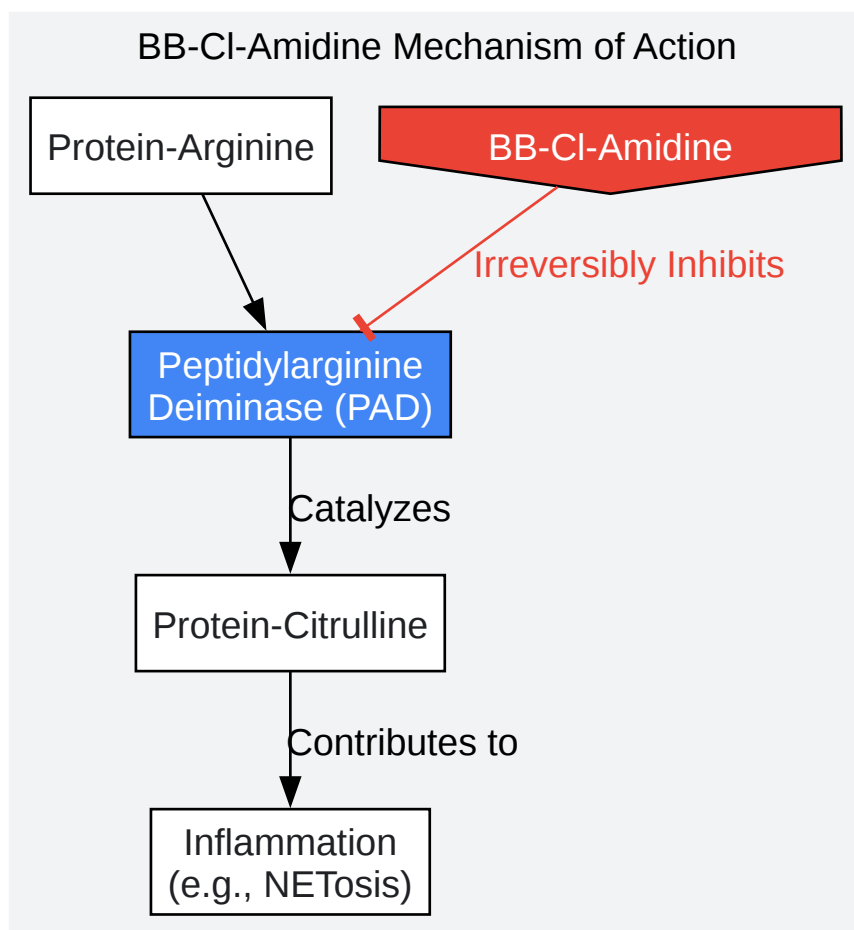 BB-Cl-Amidine Mechanism of Action
Protein-Arginine
BB-Cl-Amidine
Irreversibly Inhibits
Peptidylarginine
Deiminase (PAD)
Catalyzes
Protein-Citrulline
Contributes to
Inflammation
(e.g., NETosis)